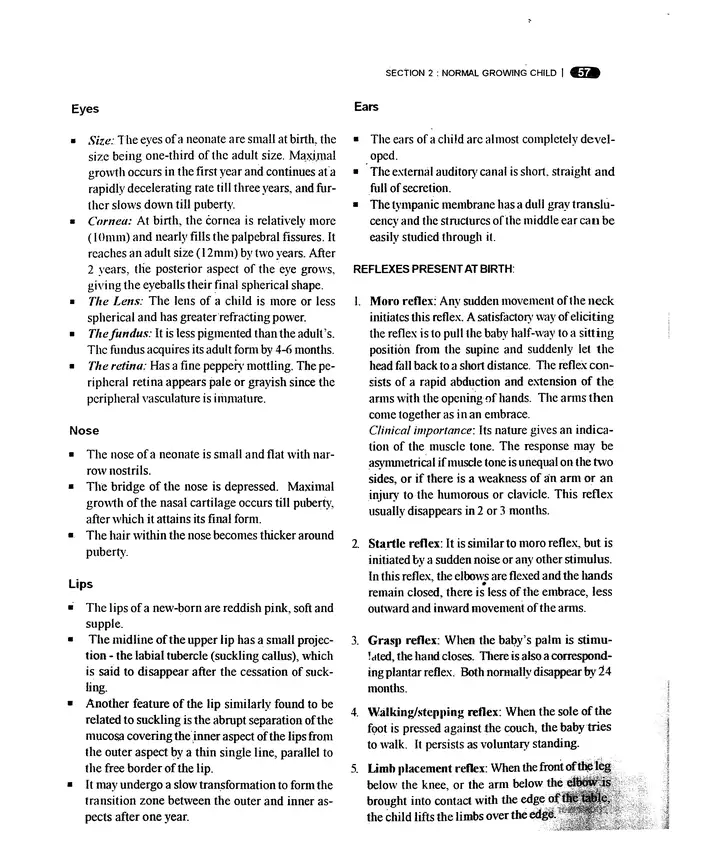 SECTION 2 : NORMAL GROWING CHILD | 57
Eyes
▪ Size: The eyes of a neonate are small at birth, the
size being one-third of the adult size. Maximal
growth occurs in the first year and continues at a
rapidly decelerating rate till three years, and fur-
ther slows down till puberty.
▪ Cornea: At birth, the cornea is relatively more
(10mm) and nearly fills the palpebral fissures. It
reaches an adult size (12mm) by two years. After
2 years, the posterior aspect of the eye grows,
giving the eyeballs their final spherical shape.
▪ The Lens: The lens of a child is more or less
spherical and has greater refracting power.
▪ The fundus: It is less pigmented than the adult's.
The fundus acquires its adult form by 4-6 months.
▪ The retina: Has a fine peppery mottling. The pe-
ripheral retina appears pale or grayish since the
peripheral vasculature is immature.
Nose
▪ The nose of a neonate is small and flat with nar-
row nostrils.
▪ The bridge of the nose is depressed. Maximal
growth of the nasal cartilage occurs till puberty,
after which it attains its final form.
▪ The hair within the nose becomes thicker around
puberty.
Lips
▪ The lips of a new-born are reddish pink, soft and
supple.
▪ The midline of the upper lip has a small projec-
tion - the labial tubercle (suckling callus), which
is said to disappear after the cessation of suck-
ling.
▪ Another feature of the lip similarly found to be
related to suckling is the abrupt separation of the
mucosa covering the inner aspect of the lips from
the outer aspect by a thin single line, parallel to
the free border of the lip.
▪ It may undergo a slow transformation to form the
transition zone between the outer and inner as-
pects after one year.
Ears
▪ The ears of a child are almost completely devel-
oped.
▪ The external auditory canal is short, straight and
full of secretion.
▪ The tympanic membrane has a dull gray translu-
cency and the structures of the middle ear can be
easily studied through it.
REFLEXES PRESENT AT BIRTH:
1. Moro reflex: Any sudden movement of the neck
initiates this reflex. A satisfactory way of eliciting
the reflex is to pull the baby half-way to a sitting
position from the supine and suddenly let the
head fall back to a short distance. The reflex con-
sists of a rapid abduction and extension of the
arms with the opening of hands. The arms then
come together as in an embrace.
Clinical importance: Its nature gives an indica-
tion of the muscle tone. The response may be
asymmetrical if muscle tone is unequal on the two
sides, or if there is a weakness of an arm or an
injury to the humorous or clavicle. This reflex
usually disappears in 2 or 3 months.
2. Startle reflex: It is similar to moro reflex, but is
initiated by a sudden noise or any other stimulus.
In this reflex, the elbows are flexed and the hands
remain closed, there is less of the embrace, less
outward and inward movement of the arms.
3. Grasp reflex: When the baby's palm is stimu-
lated, the hand closes. There is also a correspond-
ing plantar reflex. Both normally disappear by 24
months.
4. Walking/stepping reflex: When the sole of the
foot is pressed against the couch, the baby tries
to walk. It persists as voluntary standing.
5. Limb placement reflex: When the front of the leg
below the knee, or the arm below the elbow is
brought into contact with the edge of the table,
the child lifts the limbs over the edge.